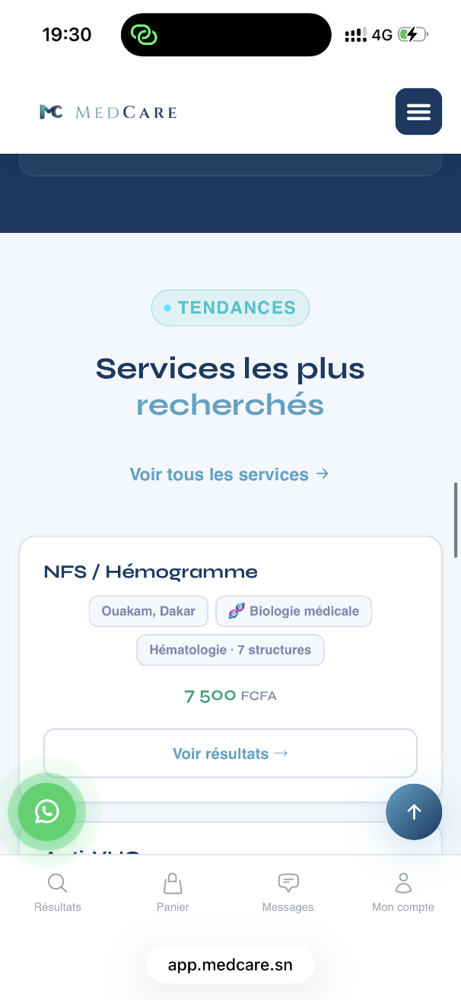 19:30
4G
MC MEDCARE
TENDANCES
Services les plus
recherchés
Voir tous les services →
NFS / Hémogramme
Ouakam, Dakar
🧬 Biologie médicale
Hématologie · 7 structures
7 500 FCFA
Voir résultats →
Résultats
Panier
Messages
Mon compte
app.medcare.sn